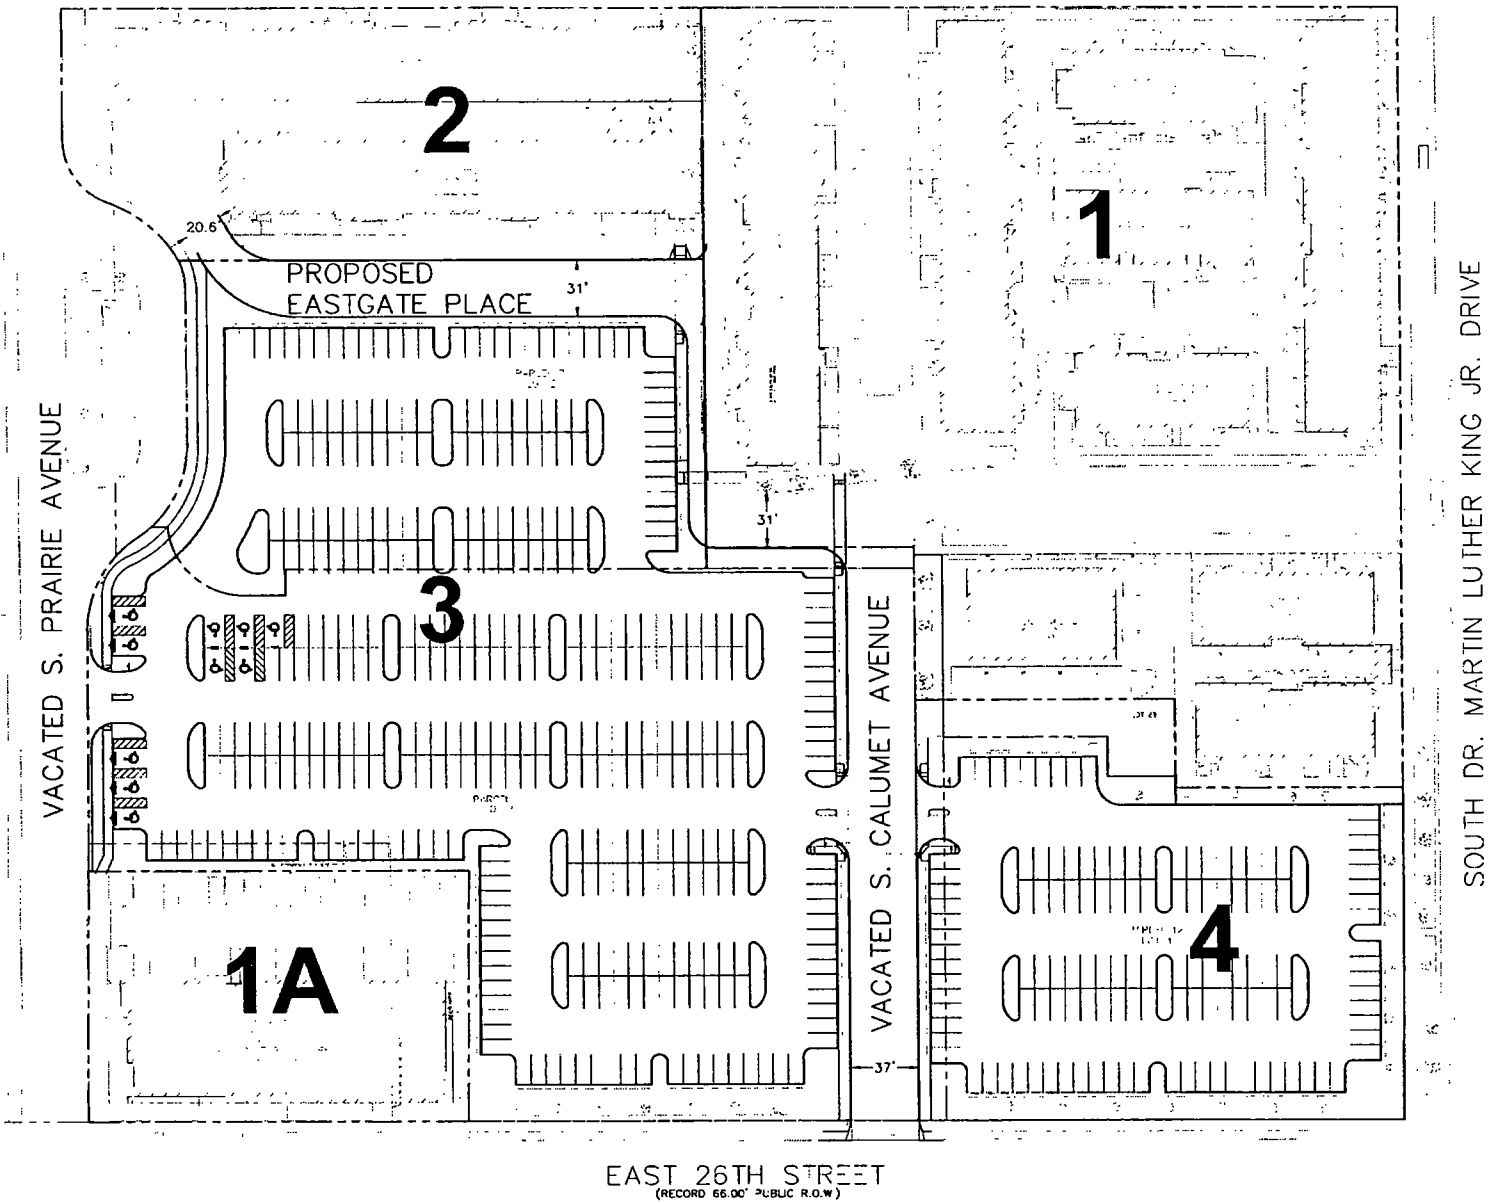 2
1
20.6'
PROPOSED
EASTGATE PLACE
31'
31'
VACATED S. PRAIRIE AVENUE
3
VACATED S. CALUMET AVENUE
SOUTH DR. MARTIN LUTHER KING JR. DRIVE
1A
4
37'
EAST 26TH STREET
(RECORD 66.00' PUBLIC R.O.W)